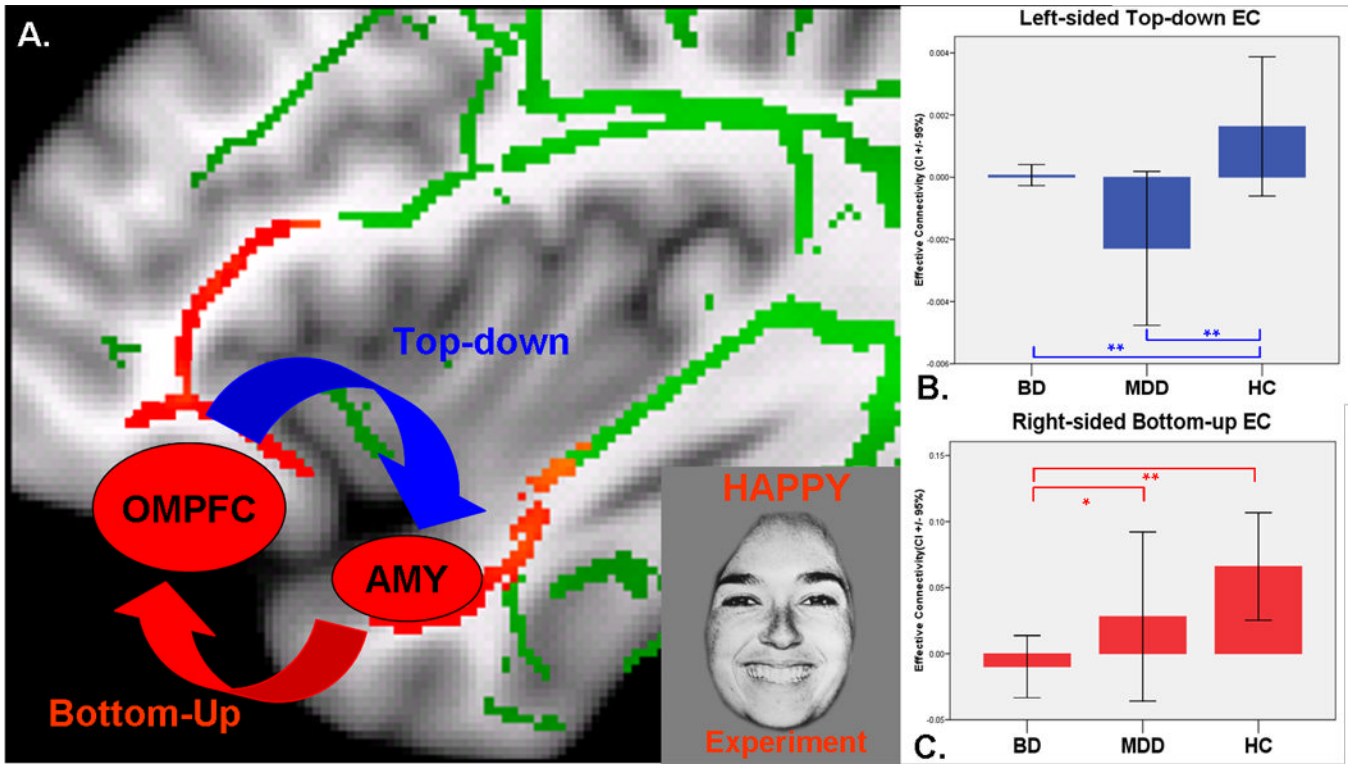 A.
Top-down
OMPFC
AMY
Bottom-Up
HAPPY
Experiment
Left-sided Top-down EC
Effective Connectivity (CI +/- 95%)
0.004
0.002
0.000
-0.002
-0.004
-0.006
**
**
BD MDD HC
B.
Right-sided Bottom-up EC
Effective Connectivity(CI +/- 95%)
0.15
0.10
0.05
0.00
-0.05
**
*
BD MDD HC
C.